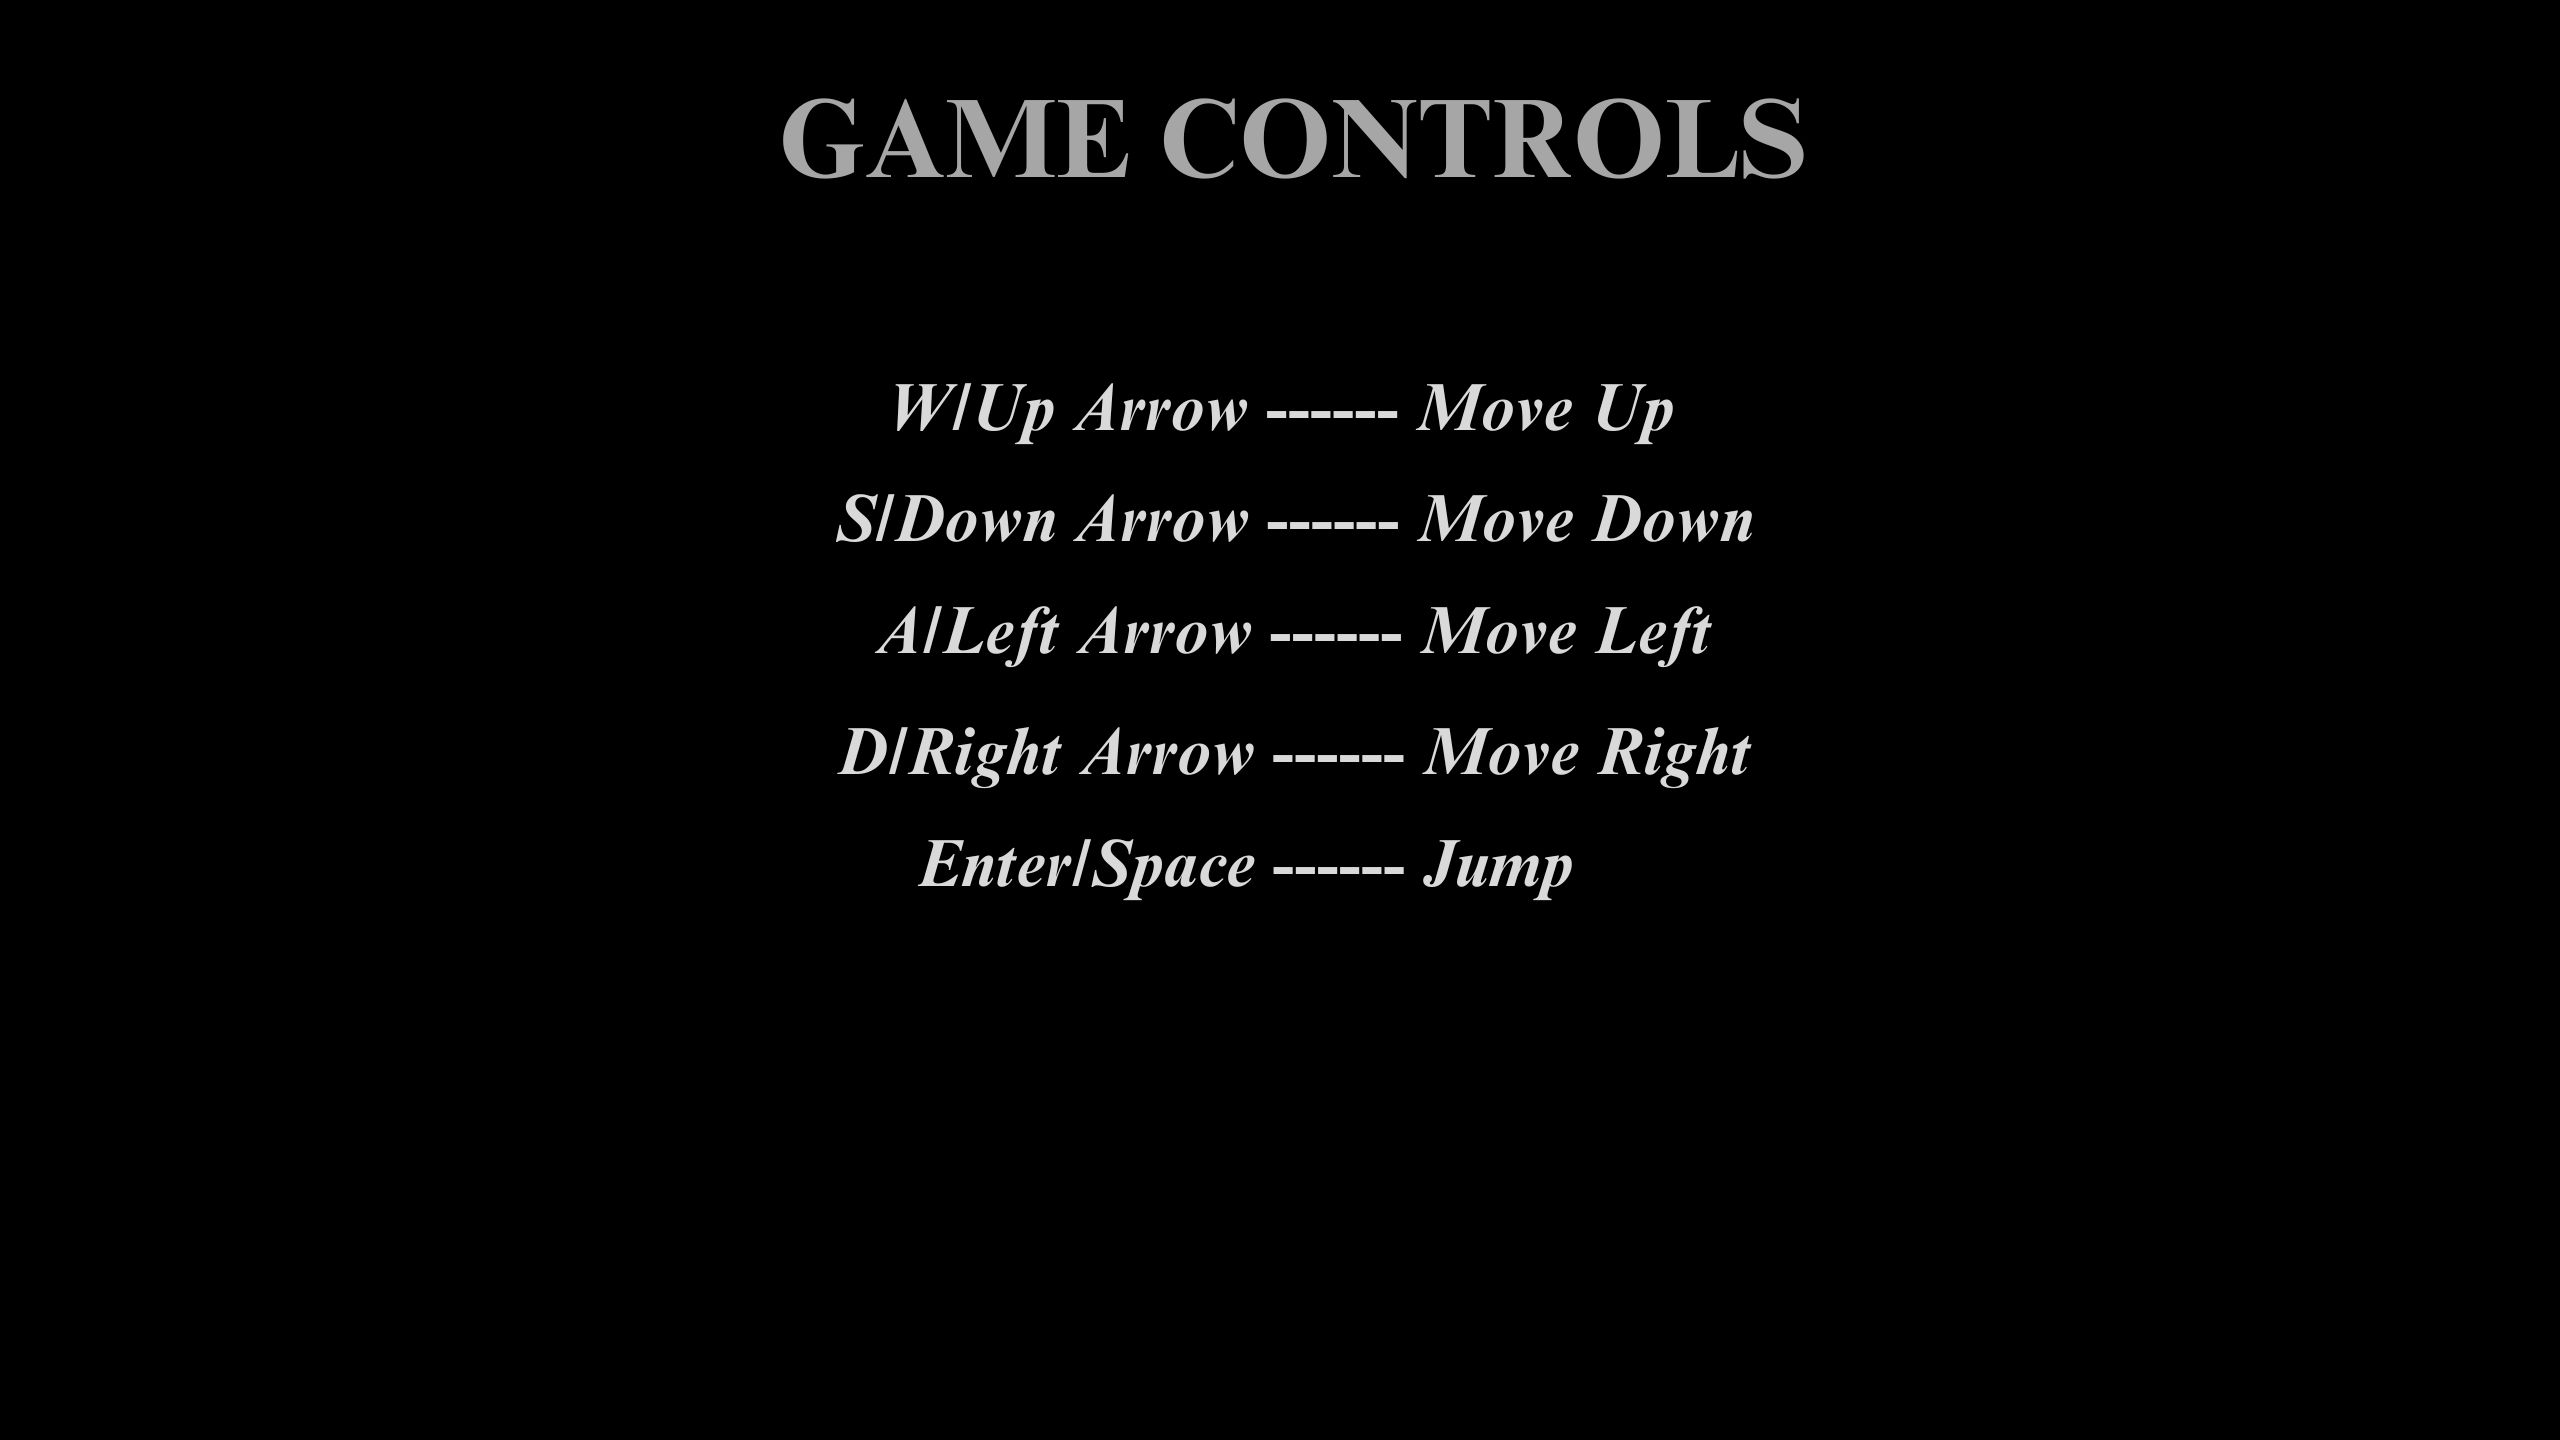 GAME CONTROLS
W/Up Arrow ------ Move Up
S/Down Arrow ------ Move Down
A/Left Arrow ------ Move Left
D/Right Arrow ------ Move Right
Enter/Space ------ Jump